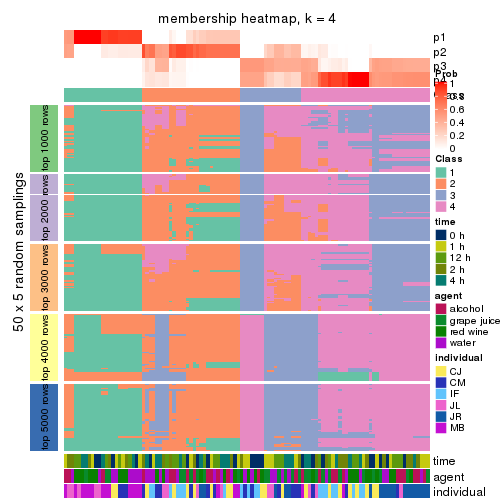 membership heatmap, k = 4
p1
p2
p3
p4
Prob
1
0.8
0.6
0.4
0.2
0
Class
1
2
3
4
time
0 h
1 h
12 h
2 h
4 h
agent
alcohol
grape juice
red wine
water
individual
CJ
CM
IF
JL
JR
MB
50 x 5 random samplings
top 1000 rows
top 2000 rows
top 3000 rows
top 4000 rows
top 5000 rows
time
agent
individual